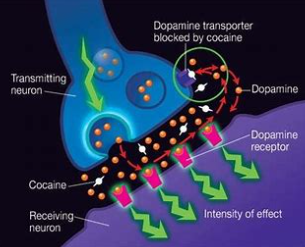 Dopamine transporter
blocked by cocaine
Transmitting
neuron
Dopamine
Dopamine
receptor
Cocaine
Receiving
neuron
Intensity of effect